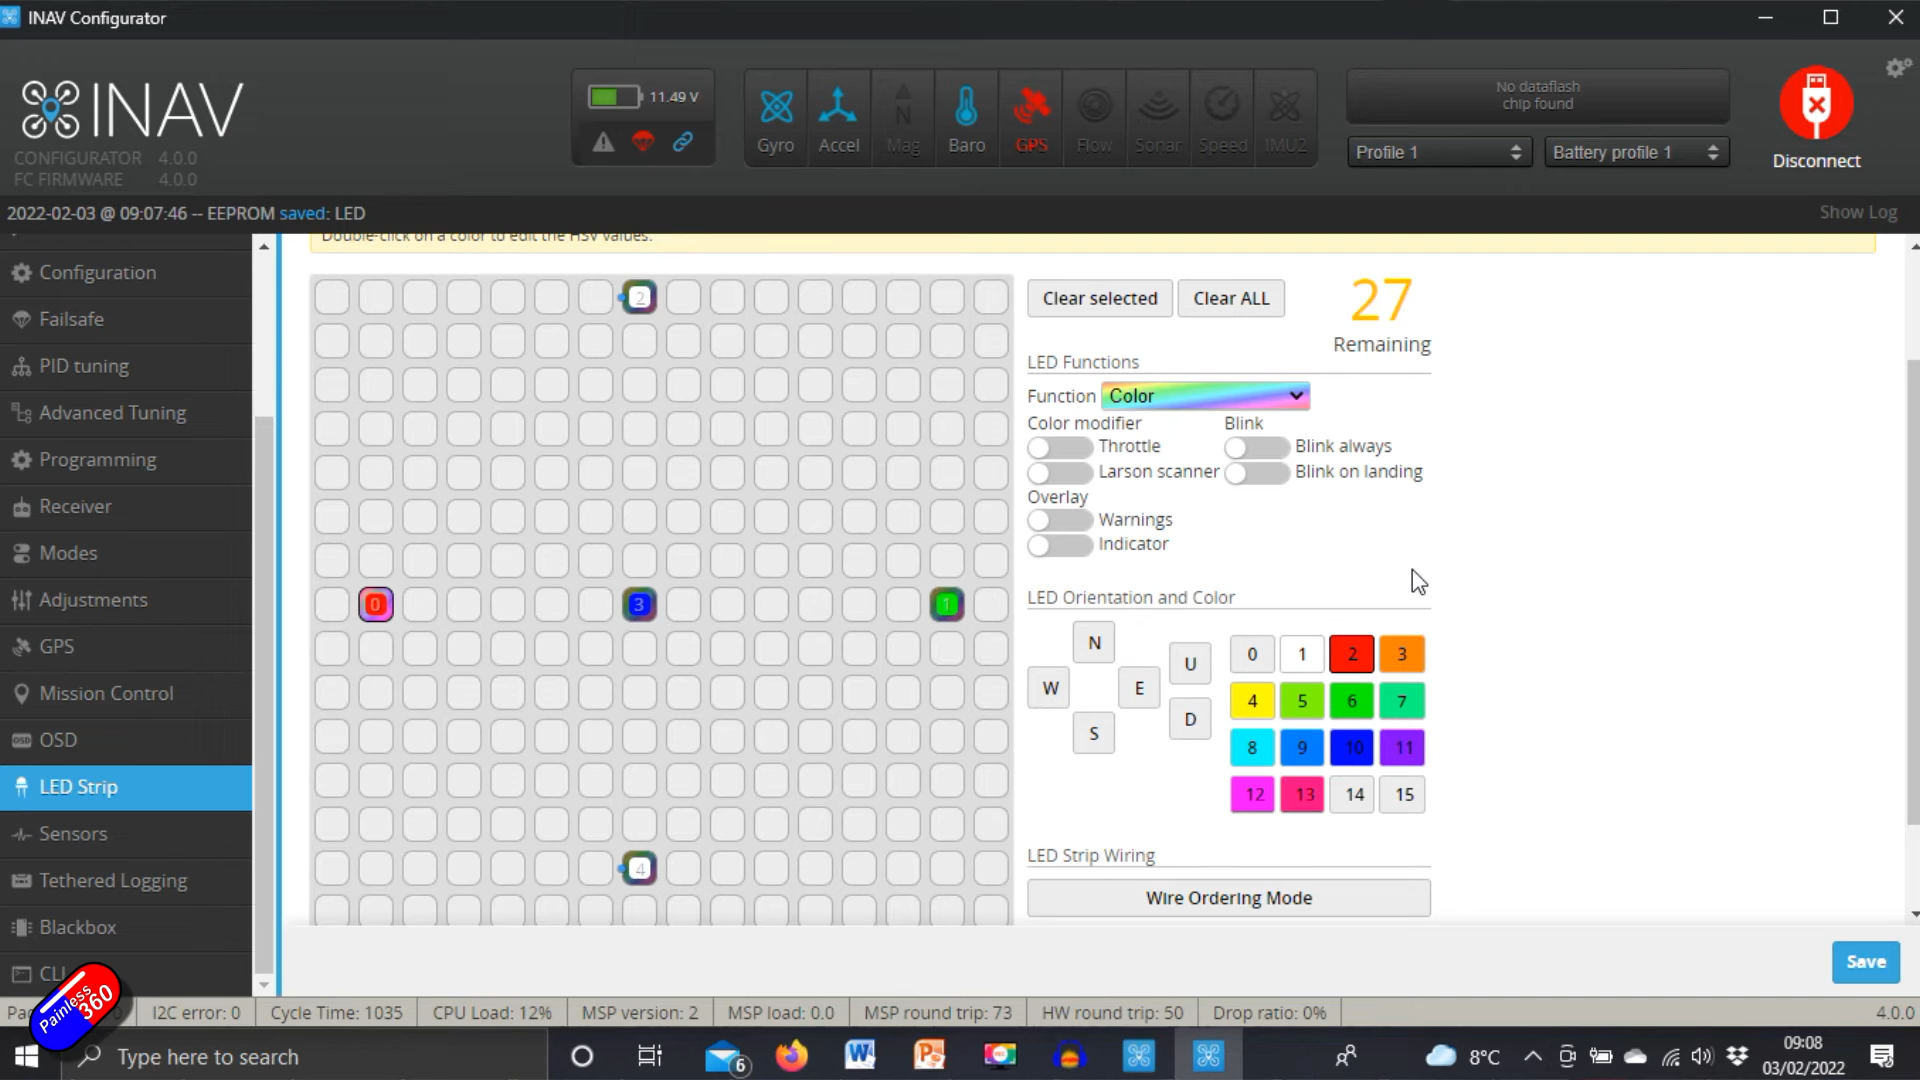 INAV Configurator
INAV
CONFIGURATOR 4.0.0
FC FIRMWARE 4.0.0
11.49 V
Gyro
Accel
Mag
Baro
GPS
Flow
Sonar
Speed
IMU2
No dataflash
chip found
Profile 1
Battery profile 1
Disconnect
2022-02-03 @ 09:07:46 -- EEPROM saved: LED
Show Log
Configuration
Failsafe
PID tuning
Advanced Tuning
Programming
Receiver
Modes
Adjustments
GPS
Mission Control
OSD
LED Strip
Sensors
Tethered Logging
Blackbox
CLI
Double-click on a color to edit the HSV values.
2
0
3
1
4
Clear selected
Clear ALL
27
Remaining
LED Functions
Function Color
Color modifier
Blink
Throttle
Blink always
Larson scanner
Blink on landing
Overlay
Warnings
Indicator
LED Orientation and Color
N
W
E
S
U
D
0 1 2 3
4 5 6 7
8 9 10 11
12 13 14 15
LED Strip Wiring
Wire Ordering Mode
Save
Painless360
I2C error: 0
Cycle Time: 1035
CPU Load: 12%
MSP version: 2
MSP load: 0.0
MSP round trip: 73
HW round trip: 50
Drop ratio: 0%
4.0.0
Type here to search
6
8°C
09:08
03/02/2022